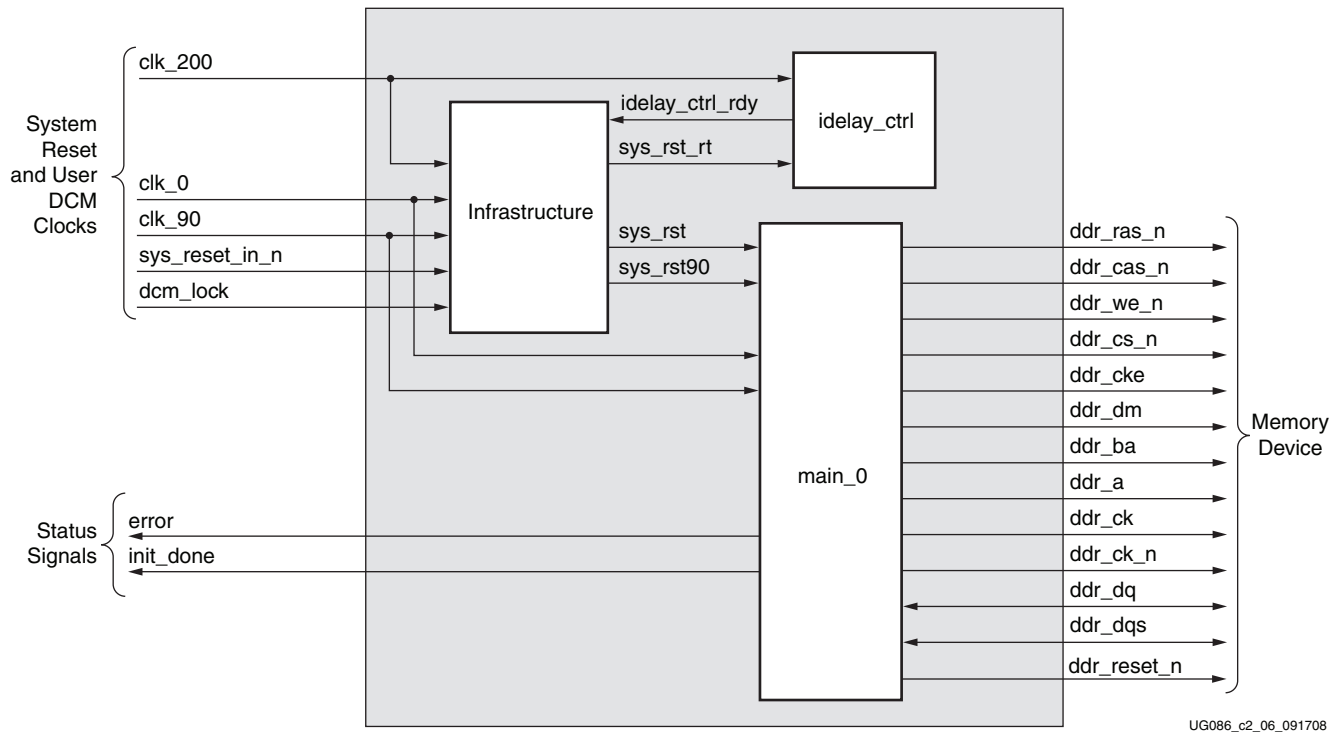 clk_200
System
Reset
and User
DCM
Clocks
clk_0
clk_90
sys_reset_in_n
dcm_lock
Infrastructure
idelay_ctrl_rdy
sys_rst_rt
idelay_ctrl
sys_rst
sys_rst90
main_0
ddr_ras_n
ddr_cas_n
ddr_we_n
ddr_cs_n
ddr_cke
ddr_dm
ddr_ba
ddr_a
ddr_ck
ddr_ck_n
ddr_dq
ddr_dqs
ddr_reset_n
Memory
Device
Status
Signals
error
init_done
UG086_c2_06_091708